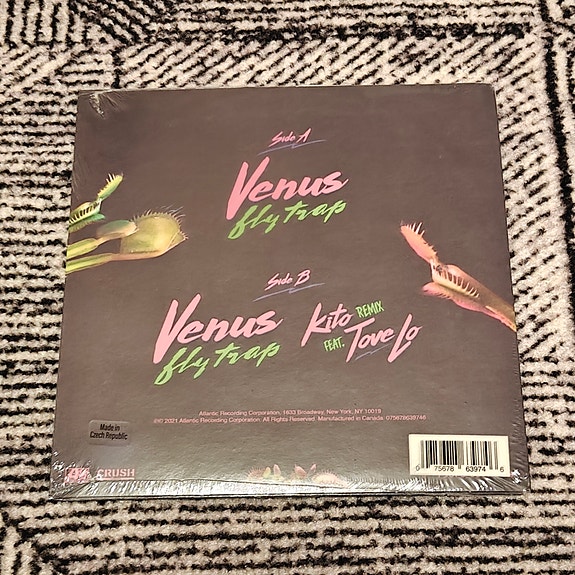 Side A
Venus
fly trap
Side B
Venus
fly trap
Kito REMIX
FEAT. Tove Lo
Atlantic Recording Corporation, 1633 Broadway, New York, NY 10019
℗© 2021 Atlantic Recording Corporation. All Rights Reserved. Manufactured in Canada. 075678639746
Made in
Czech Republic
CRUSH
0 75678 63974 6